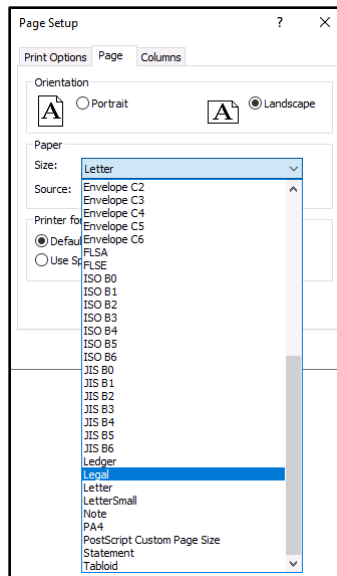 Page Setup ? ×
Print Options Page Columns
Orientation
A Portrait A Landscape
Paper
Size: Letter
Source:
Printer for
Defau
Use Sp
Envelope C2
Envelope C3
Envelope C4
Envelope C5
Envelope C6
FLSA
FLSE
ISO B0
ISO B1
ISO B2
ISO B3
ISO B4
ISO B5
ISO B6
JIS B0
JIS B1
JIS B2
JIS B3
JIS B4
JIS B5
JIS B6
Ledger
Legal
Letter
LetterSmall
Note
PA4
PostScript Custom Page Size
Statement
Tabloid